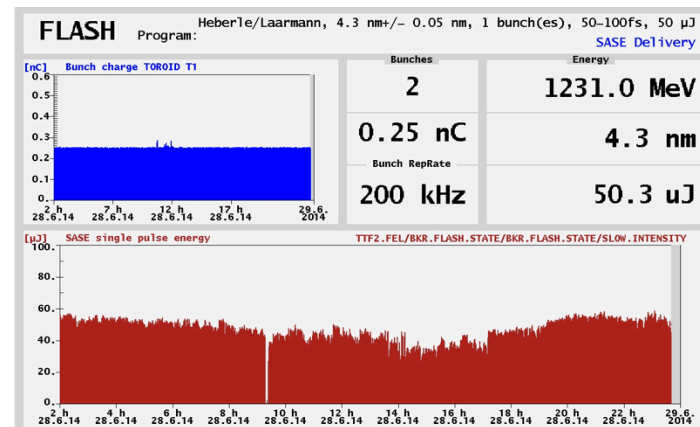 FLASH
Program: Heberle/Laarmann, 4.3 nm+/- 0.05 nm, 1 bunch(es), 50-100fs, 50 µJ
SASE Delivery
[nC] Bunch charge TOROID T1
0.6
0.5
0.4
0.3
0.2
0.1
0.
2 h 7 h 12 h 17 h 29.6.
28.6.14 28.6.14 28.6.14 28.6.14 2014
Bunches
2
0.25 nC
Bunch RepRate
200 kHz
Energy
1231.0 MeV
4.3 nm
50.3 uJ
[µJ] SASE single pulse energy TTF2.FEL/BKR.FLASH.STATE/BKR.FLASH.STATE/SLOW.INTENSITY
100.
80.
60.
40.
20.
0.
2 h 4 h 6 h 8 h 10 h 12 h 14 h 16 h 18 h 20 h 22 h 29.6.
28.6.14 28.6.14 28.6.14 28.6.14 28.6.14 28.6.14 28.6.14 28.6.14 28.6.14 28.6.14 28.6.14 2014